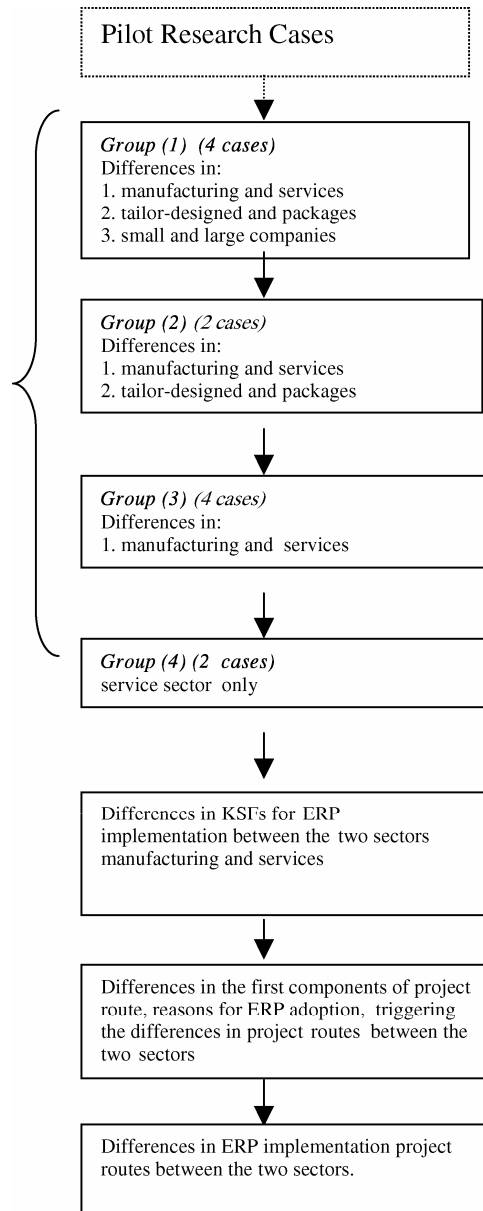 Pilot Research Cases
Group (1) (4 cases)
Differences in:
1. manufacturing and services
2. tailor-designed and packages
3. small and large companies
Group (2) (2 cases)
Differences in:
1. manufacturing and services
2. tailor-designed and packages
Group (3) (4 cases)
Differences in:
1. manufacturing and services
Group (4) (2 cases)
service sector only
Differences in KSFs for ERP
implementation between the two sectors
manufacturing and services
Differences in the first components of project
route, reasons for ERP adoption, triggering
the differences in project routes between the
two sectors
Differences in ERP implementation project
routes between the two sectors.